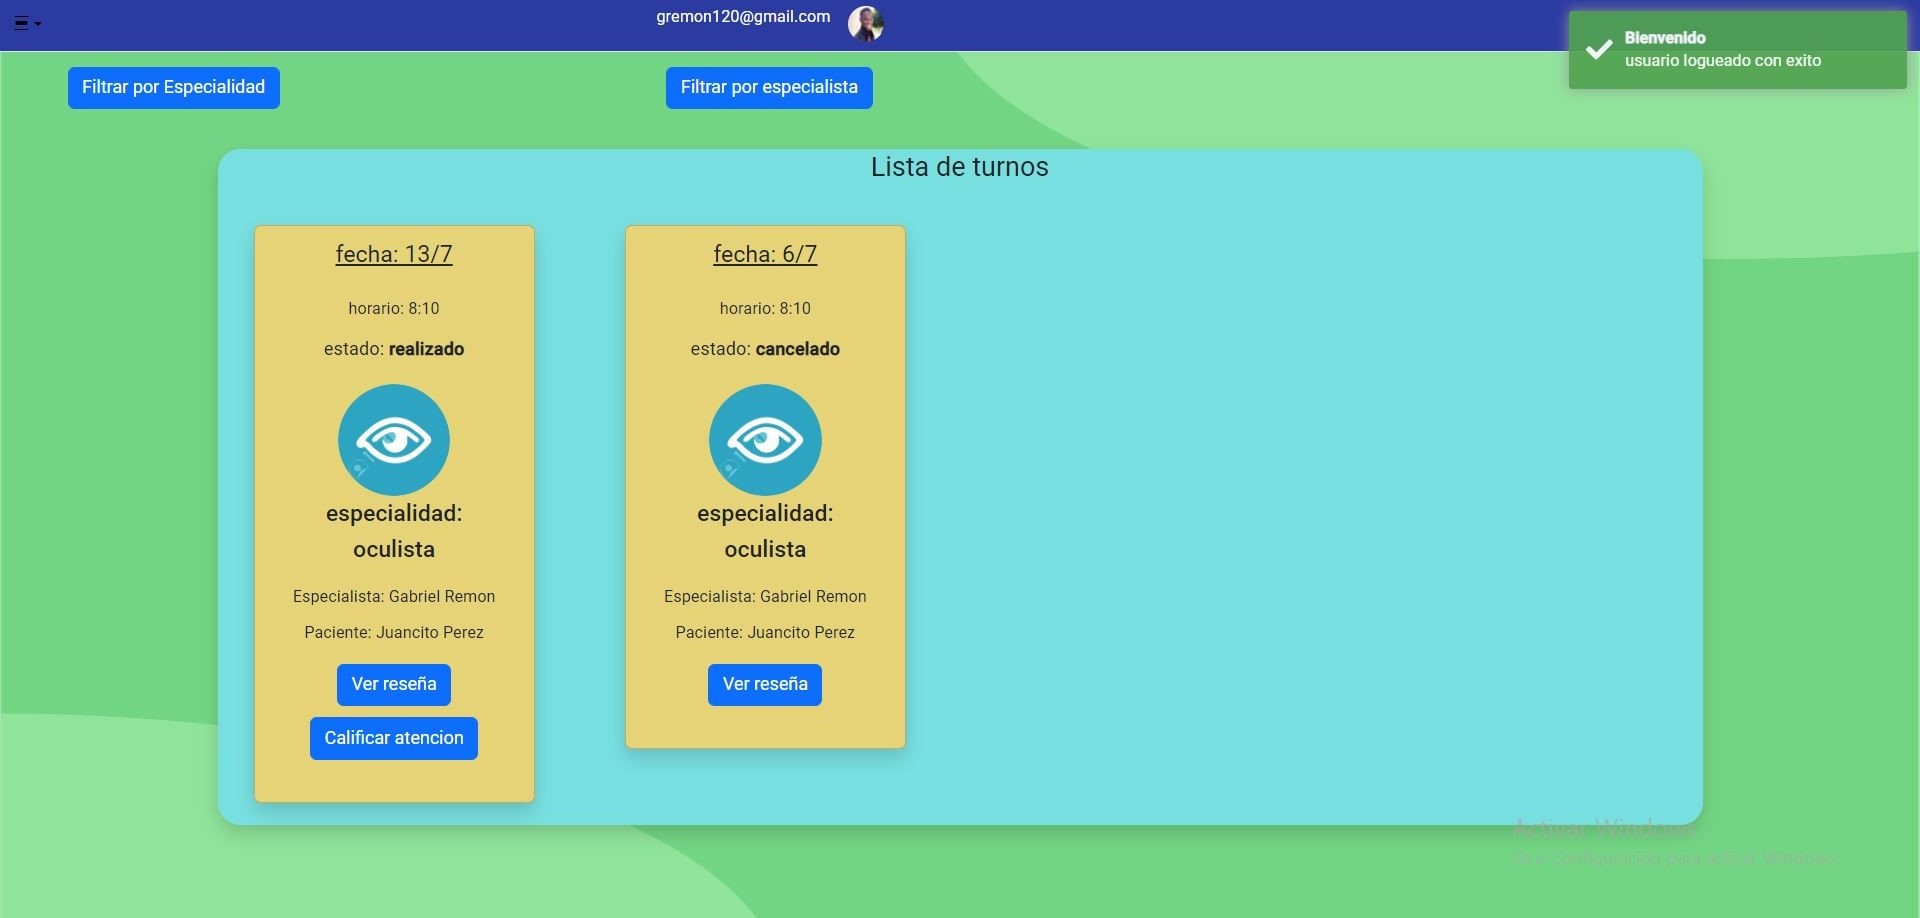 gremon120@gmail.com
Bienvenido
usuario logueado con exito
Filtrar por Especialidad
Filtrar por especialista
Lista de turnos
fecha: 13/7
horario: 8:10
estado: realizado
especialidad:
oculista
Especialista: Gabriel Remon
Paciente: Juancito Perez
Ver reseña
Calificar atencion
fecha: 6/7
horario: 8:10
estado: cancelado
especialidad:
oculista
Especialista: Gabriel Remon
Paciente: Juancito Perez
Ver reseña
Activar Windows
Ve a Configuración para activar Windows.